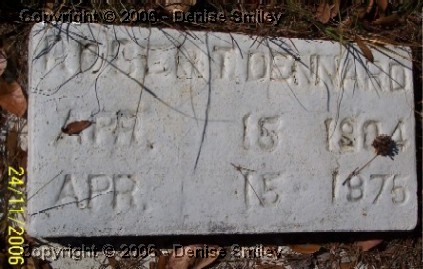 Copyright © 2006 - Denise Smiley
ROBERT T. DENNARD
APR. 15 1804
APR. 15 1875
24/11/2006
Copyright © 2006 - Denise Smiley